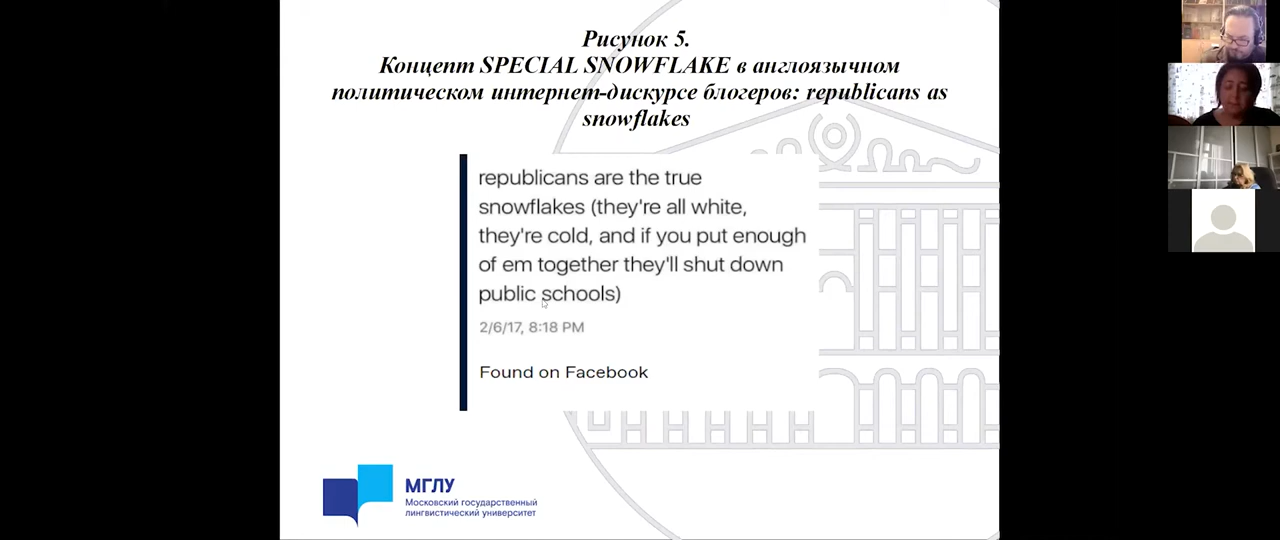 Рисунок 5.
Концепт SPECIAL SNOWFLAKE в англоязычном
политическом интернет-дискурсе блогеров: republicans as
snowflakes
republicans are the true
snowflakes (they're all white,
they're cold, and if you put enough
of em together they'll shut down
public schools)
2/6/17, 8:18 PM
Found on Facebook
МГЛУ
Московский государственный
лингвистический университет